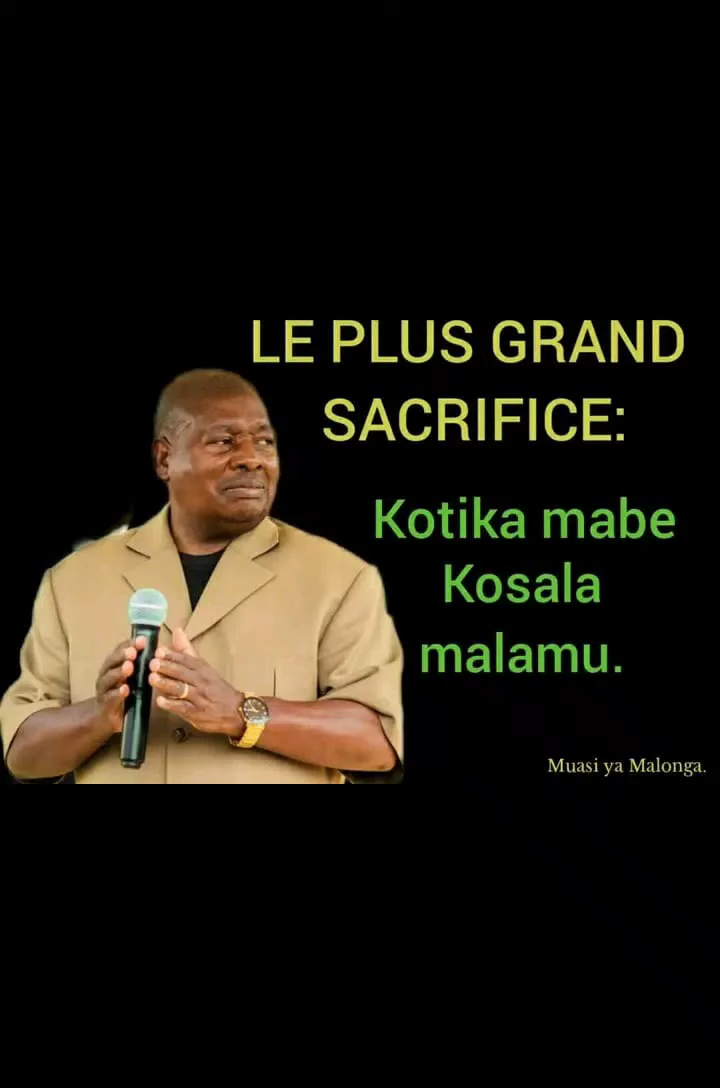 LE PLUS GRAND
SACRIFICE:
Kotika mabe
Kosala
malamu.
Muasi ya Malonga.